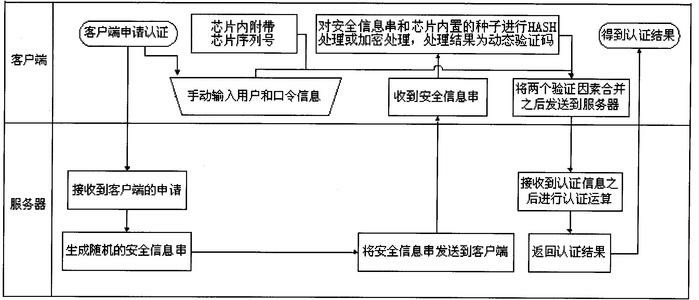 客户端
客户端申请认证
芯片内附带
芯片序列号
对安全信息串和芯片内置的种子进行HASH
处理或加密处理，处理结果为动态验证码
得到认证结果
手动输入用户和口令信息
收到安全信息串
将两个验证因素合并
之后发送到服务器
服务器
接收到客户端的申请
接收到认证信息之
后进行认证运算
生成随机的安全信息串
将安全信息串发送到客户端
返回认证结果